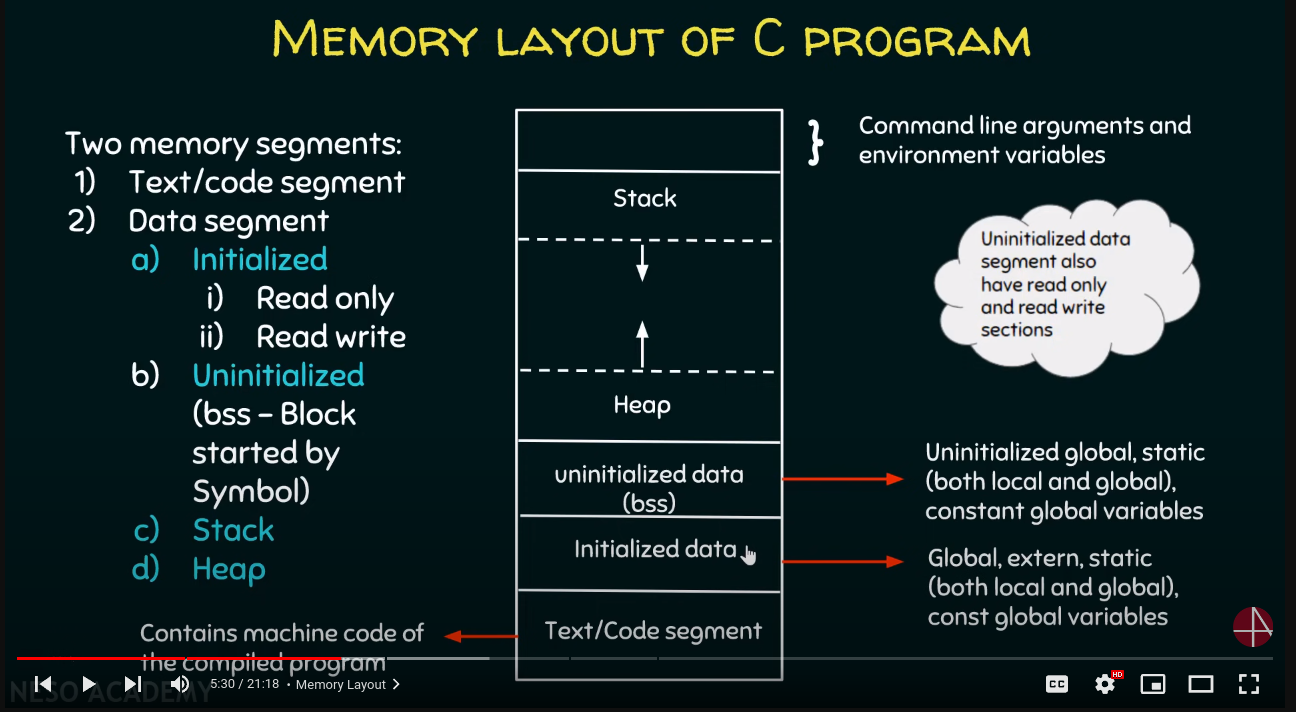 MEMORY LAYOUT OF C PROGRAM
Two memory segments:
1) Text/code segment
2) Data segment
a) Initialized
i) Read only
ii) Read write
b) Uninitialized
(bss – Block
started by
Symbol)
c) Stack
d) Heap
Contains machine code of
the compiled program
Stack
Heap
uninitialized data
(bss)
Initialized data
Text/Code segment
} Command line arguments and
environment variables
Uninitialized data
segment also
have read only
and read write
sections
Uninitialized global, static
(both local and global),
constant global variables
Global, extern, static
(both local and global),
const global variables
NESO ACADEMY
5:30 / 21:18 • Memory Layout
CC
HD